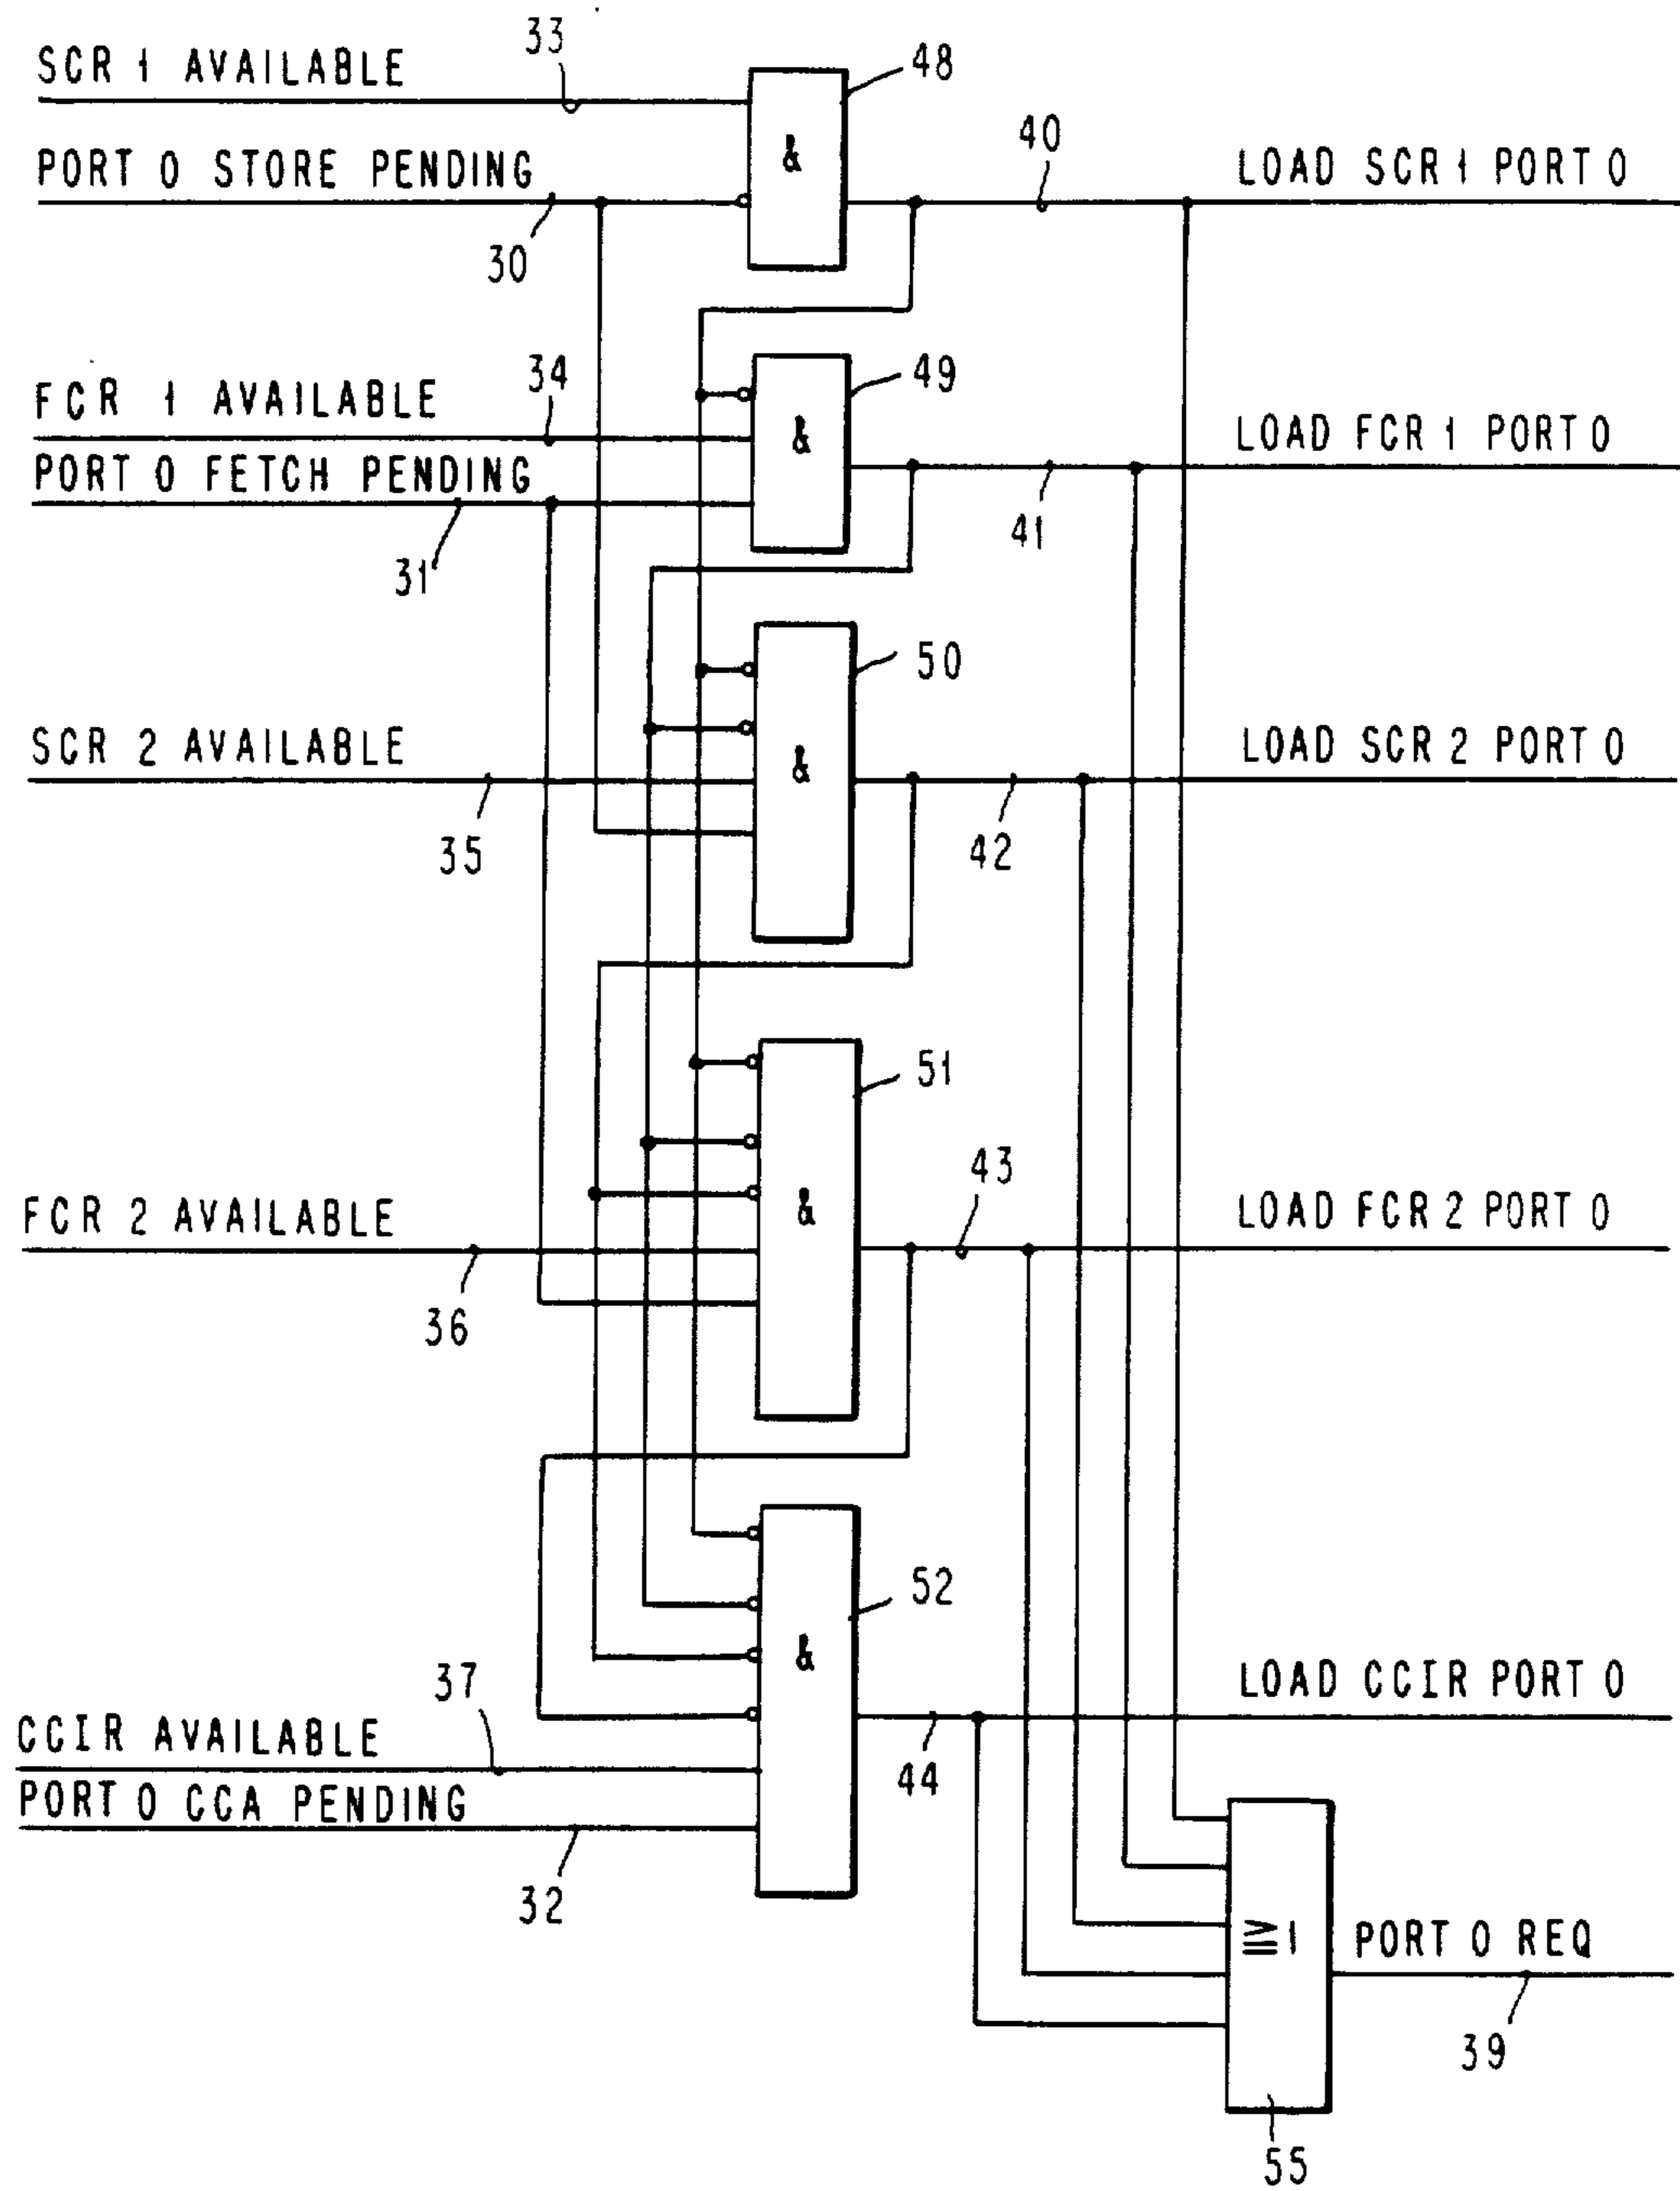 33
SCR 1 AVAILABLE
48
&
40
PORT 0 STORE PENDING
LOAD SCR 1 PORT 0
30
34
49
FCR 1 AVAILABLE
&
LOAD FCR 1 PORT 0
PORT 0 FETCH PENDING
41
31
50
SCR 2 AVAILABLE
&
LOAD SCR 2 PORT 0
35
42
51
43
FCR 2 AVAILABLE
&
LOAD FCR 2 PORT 0
36
52
&
37
LOAD CCIR PORT 0
CCIR AVAILABLE
44
PORT 0 CCA PENDING
32
≥1
PORT 0 REQ
39
55